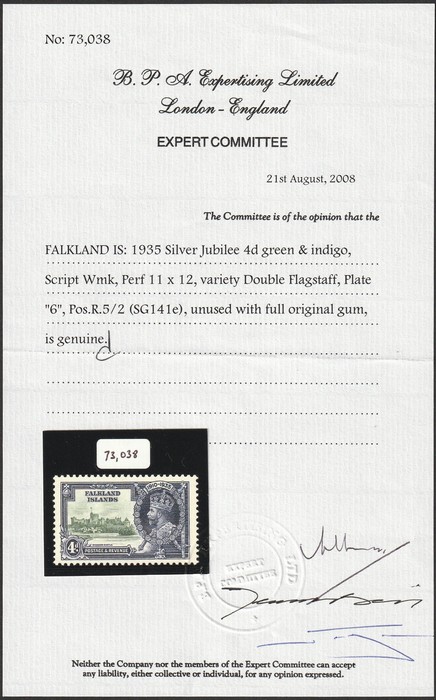 No: 73,038
B. P. A. Expertising Limited
London - England
EXPERT COMMITTEE
21st August, 2008
The Committee is of the opinion that the
FALKLAND IS: 1935 Silver Jubilee 4d green & indigo,
Script Wmk, Perf 11 x 12, variety Double Flagstaff, Plate
"6", Pos.R.5/2 (SG141e), unused with full original gum,
is genuine.
73,038
FALKLAND
ISLANDS
1910-1935
4d
POSTAGE & REVENUE
EXPERT
COMMITTEE
Neither the Company nor the members of the Expert Committee can accept
any liability, either collective or individual, for any opinion expressed.